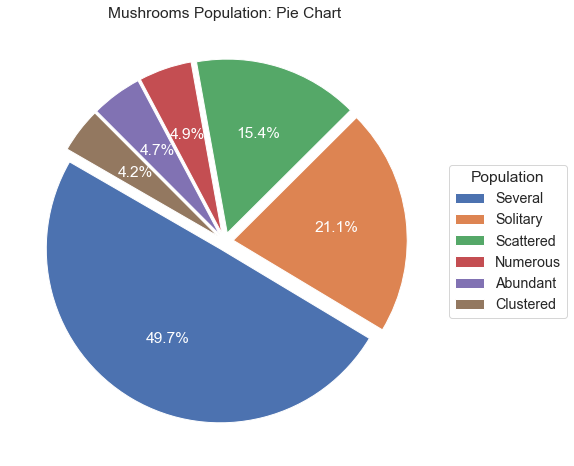 Mushrooms Population: Pie Chart
15.4%
4.9%
4.7%
4.2%
21.1%
49.7%
Population
Several
Solitary
Scattered
Numerous
Abundant
Clustered